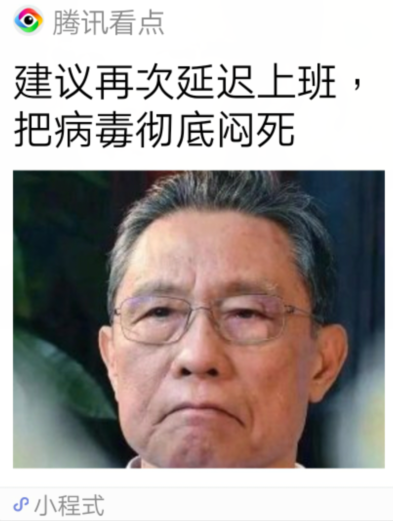 腾讯看点
建议再次延迟上班，
把病毒彻底闷死
小程式